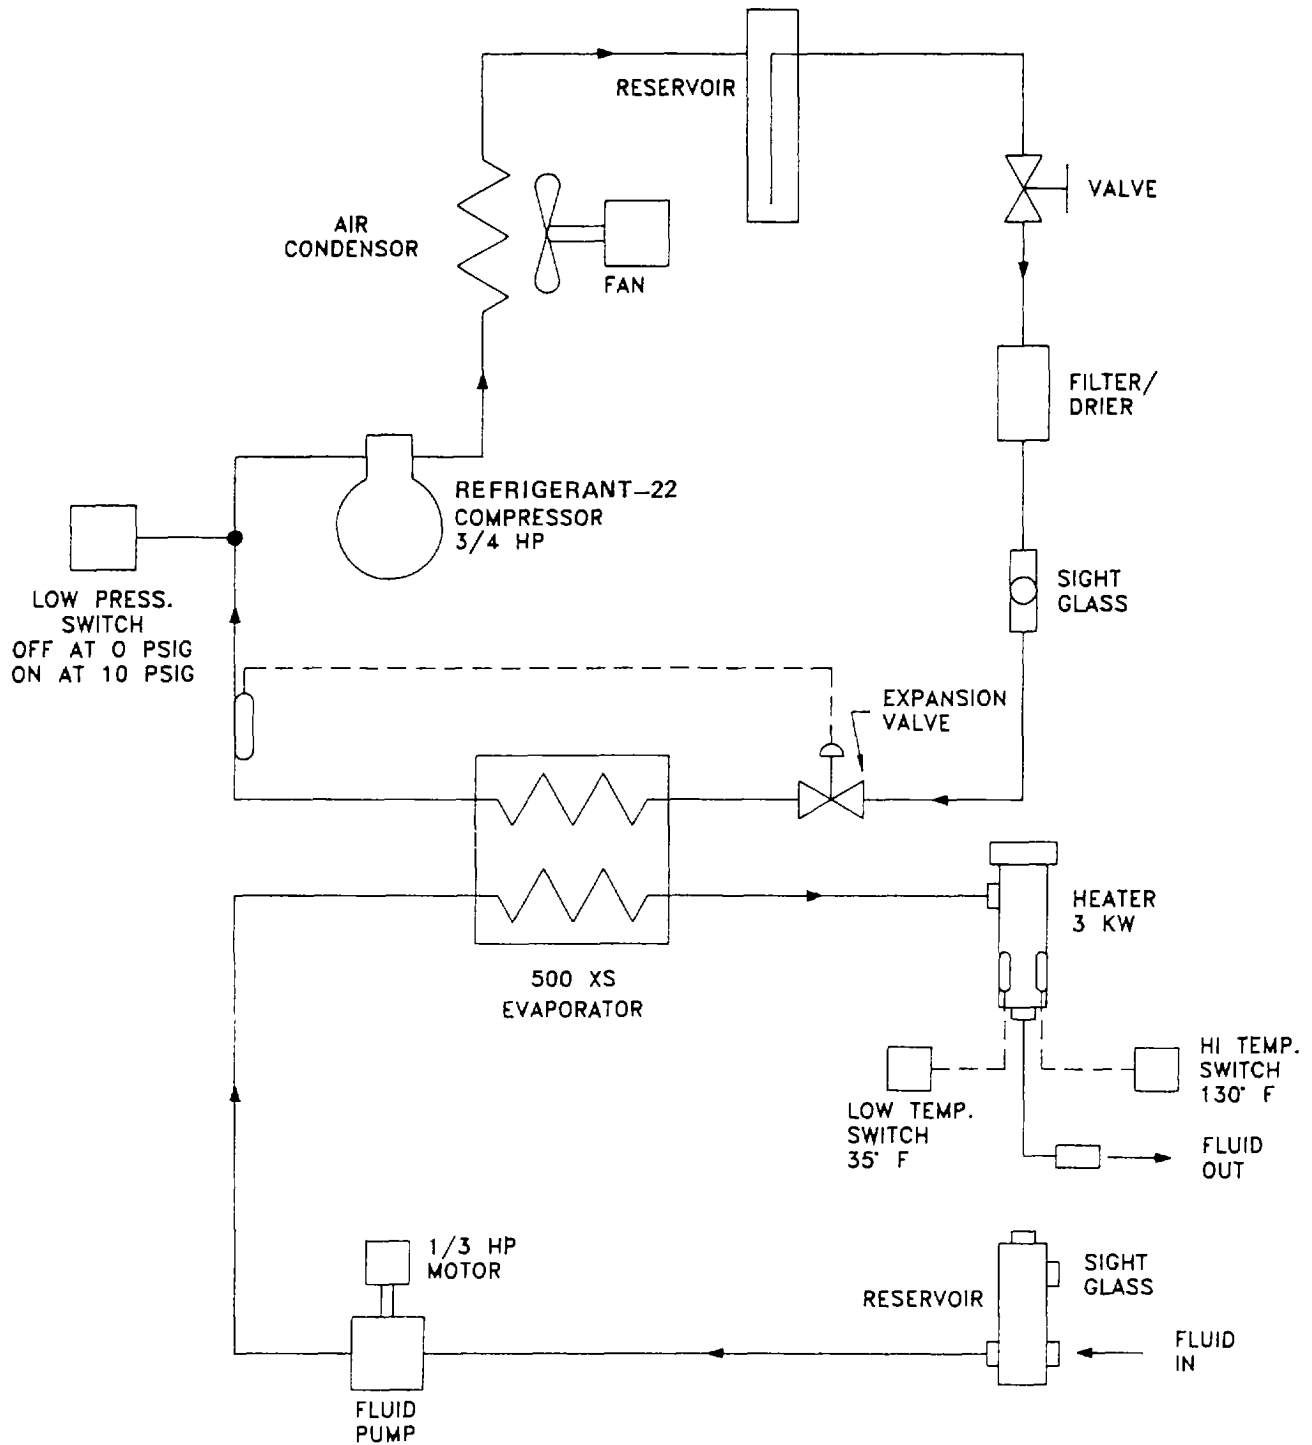 RESERVOIR
VALVE
AIR
CONDENSOR
FAN
FILTER/
DRIER
REFRIGERANT-22
COMPRESSOR
3/4 HP
SIGHT
GLASS
LOW PRESS.
SWITCH
OFF AT 0 PSIG
ON AT 10 PSIG
EXPANSION
VALVE
HEATER
3 KW
500 XS
EVAPORATOR
HI TEMP.
SWITCH
130° F
LOW TEMP.
SWITCH
35° F
FLUID
OUT
1/3 HP
MOTOR
SIGHT
GLASS
RESERVOIR
FLUID
IN
FLUID
PUMP